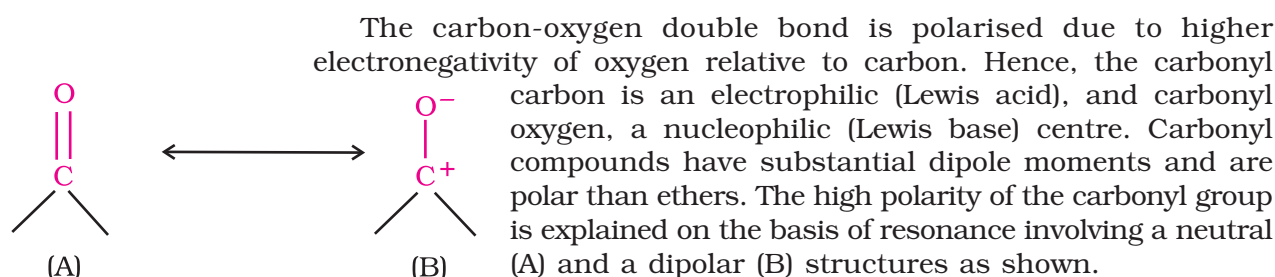 The carbon-oxygen double bond is polarised due to higher
electronegativity of oxygen relative to carbon. Hence, the carbonyl
carbon is an electrophilic (Lewis acid), and carbonyl
oxygen, a nucleophilic (Lewis base) centre. Carbonyl
compounds have substantial dipole moments and are
polar than ethers. The high polarity of the carbonyl group
is explained on the basis of resonance involving a neutral
(A) and a dipolar (B) structures as shown.
O
C
(A)
O−
C+
(B)